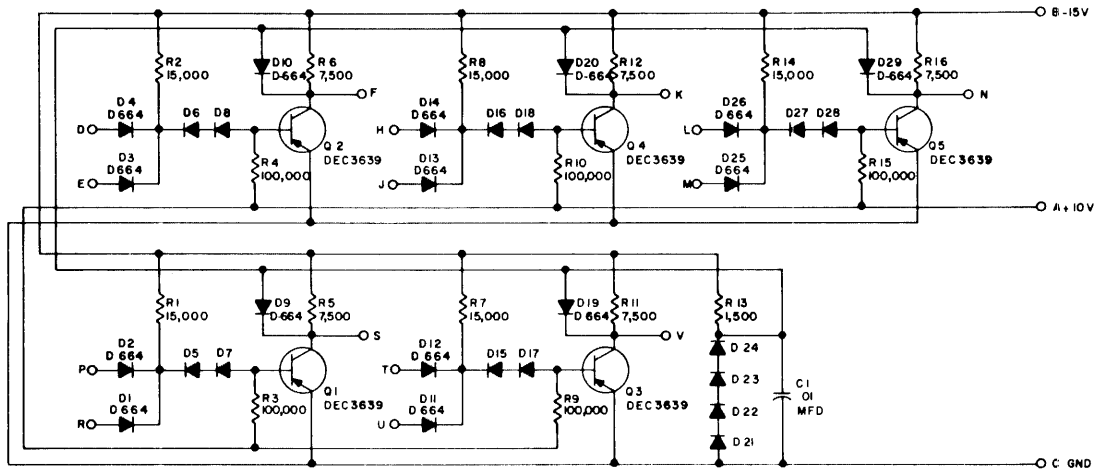 B-15V
R2
15,000
D10
D-664
R6
7,500
F
R8
15,000
D20
D-664
R12
7,500
K
R14
15,000
D29
D-664
R16
7,500
N
D4
D664
D
D6
D8
D3
D664
E
R4
100,000
Q2
DEC3639
D14
D664
H
D16
D18
D13
D664
J
R10
100,000
Q4
DEC3639
D26
D664
L
D27
D28
D25
D664
M
R15
100,000
Q5
DEC3639
A+10V
R1
15,000
D9
D-664
R5
7,500
S
R7
15,000
D19
D664
R11
7,500
V
R13
1,500
D2
D664
P
D5
D7
D1
D664
R
R3
100,000
Q1
DEC3639
D12
D664
T
D15
D17
D11
D664
U
R9
100,000
Q3
DEC3639
D24
D23
D22
D21
C1
.01
MFD
C GND